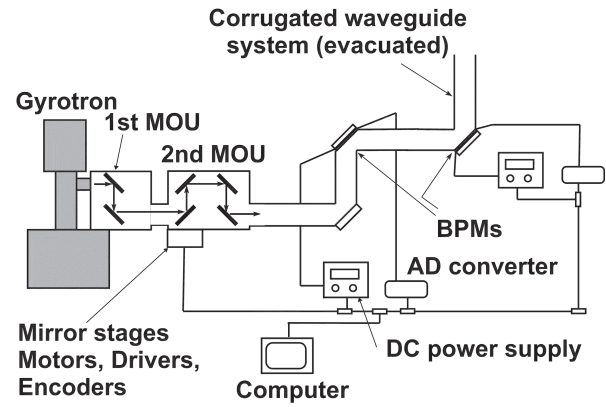 Corrugated waveguide
system (evacuated)
Gyrotron
1st MOU
2nd MOU
BPMs
AD converter
Mirror stages
Motors, Drivers,
Encoders
DC power supply
Computer